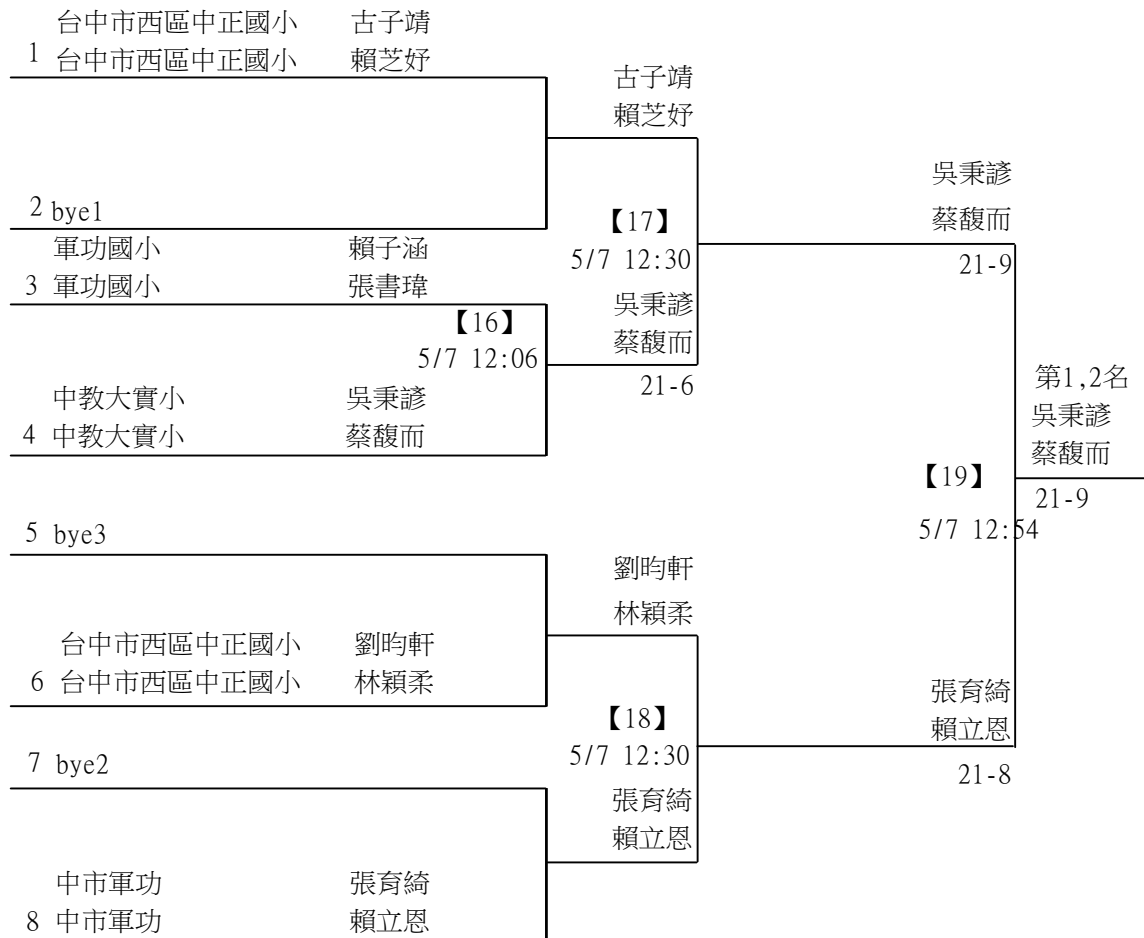 台中市西區中正國小 古子靖
1 台中市西區中正國小 賴芝妤
古子靖
賴芝妤
2 bye1
【17】
5/7 12:30
吳秉諺
蔡馥而
21-9
軍功國小 賴子涵
3 軍功國小 張書瑋
【16】
5/7 12:06
吳秉諺
蔡馥而
21-6
中教大實小 吳秉諺
4 中教大實小 蔡馥而
第1,2名
吳秉諺
蔡馥而
21-9
【19】
5/7 12:54
5 bye3
劉昀軒
林穎柔
台中市西區中正國小 劉昀軒
6 台中市西區中正國小 林穎柔
【18】
5/7 12:30
張育綺
賴立恩
21-8
7 bye2
張育綺
賴立恩
中市軍功 張育綺
8 中市軍功 賴立恩